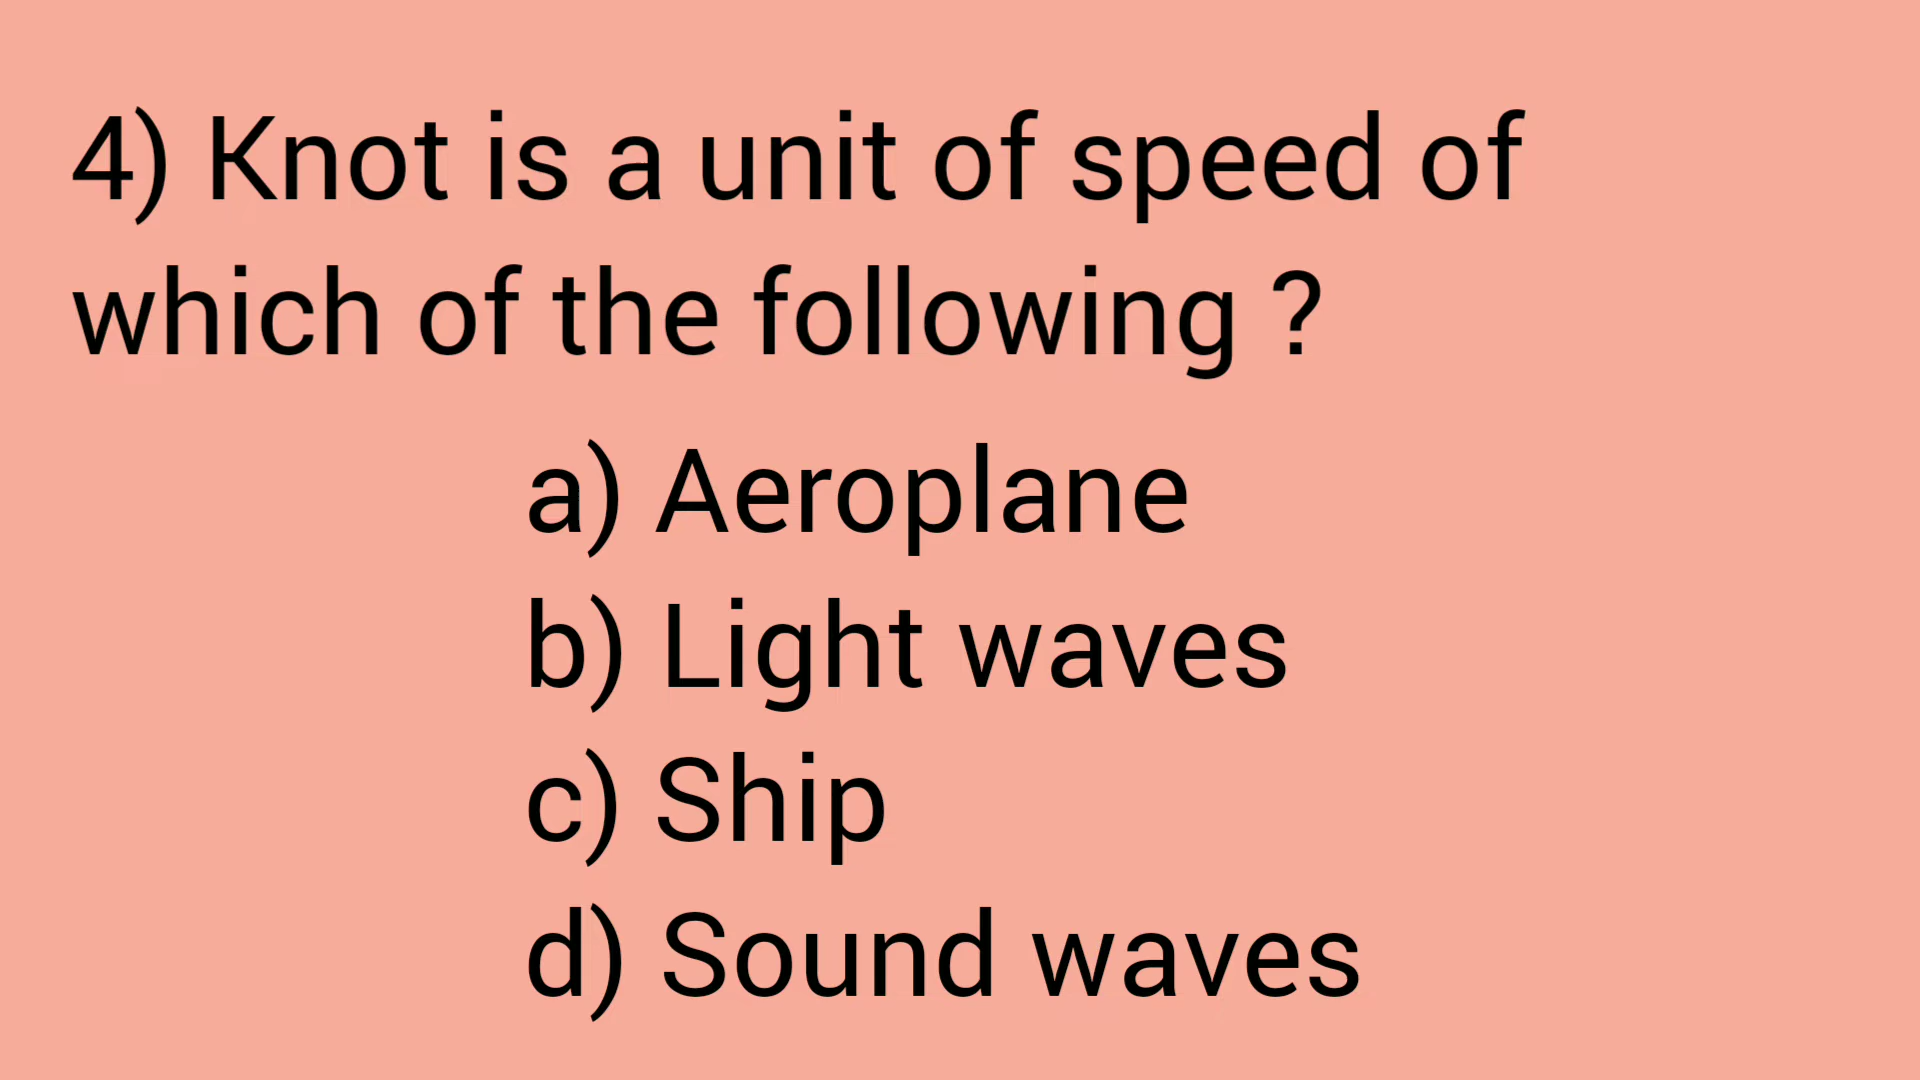 4) Knot is a unit of speed of
which of the following ?
a) Aeroplane
b) Light waves
c) Ship
d) Sound waves